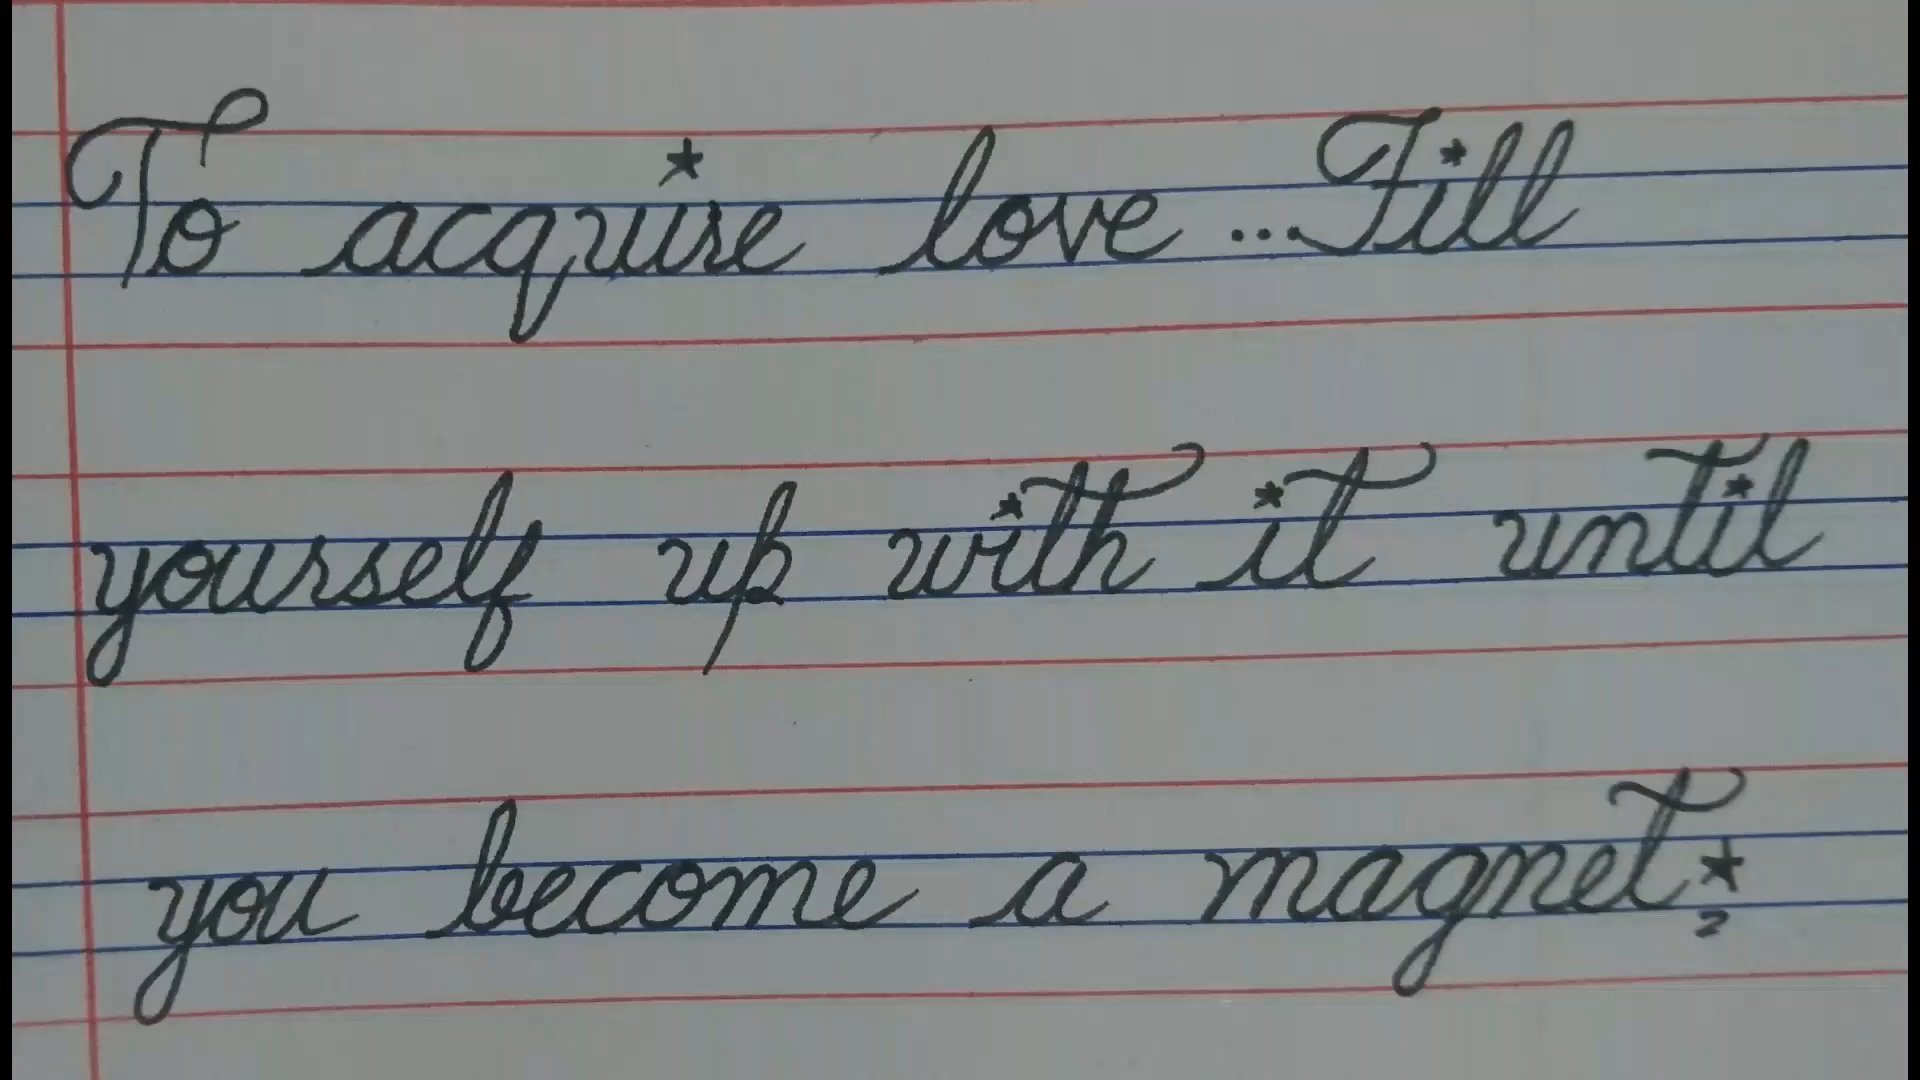 To acquire love ... Fill
yourself up with it until
you become a magnet.